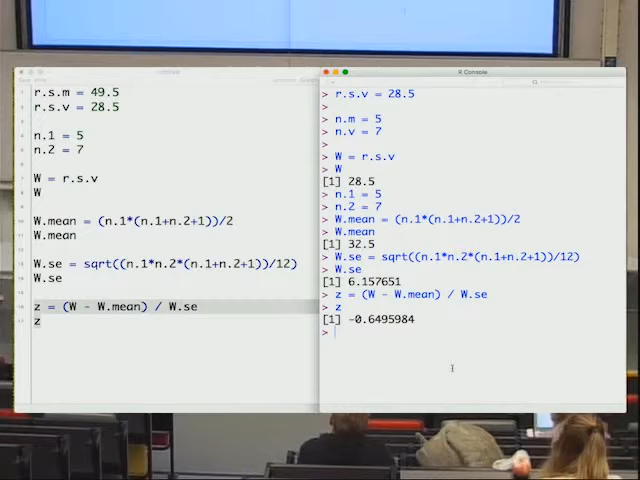 r.s.m = 49.5
r.s.v = 28.5
n.1 = 5
n.2 = 7
W = r.s.v
W
W.mean = (n.1*(n.1+n.2+1))/2
W.mean
W.se = sqrt((n.1*n.2*(n.1+n.2+1))/12)
W.se
z = (W - W.mean) / W.se
z
R Console
> r.s.v = 28.5
>
> n.m = 5
> n.v = 7
>
> W = r.s.v
> W
[1] 28.5
> n.1 = 5
> n.2 = 7
> W.mean = (n.1*(n.1+n.2+1))/2
> W.mean
[1] 32.5
> W.se = sqrt((n.1*n.2*(n.1+n.2+1))/12)
> W.se
[1] 6.157651
> z = (W - W.mean) / W.se
> z
[1] -0.6495984
>